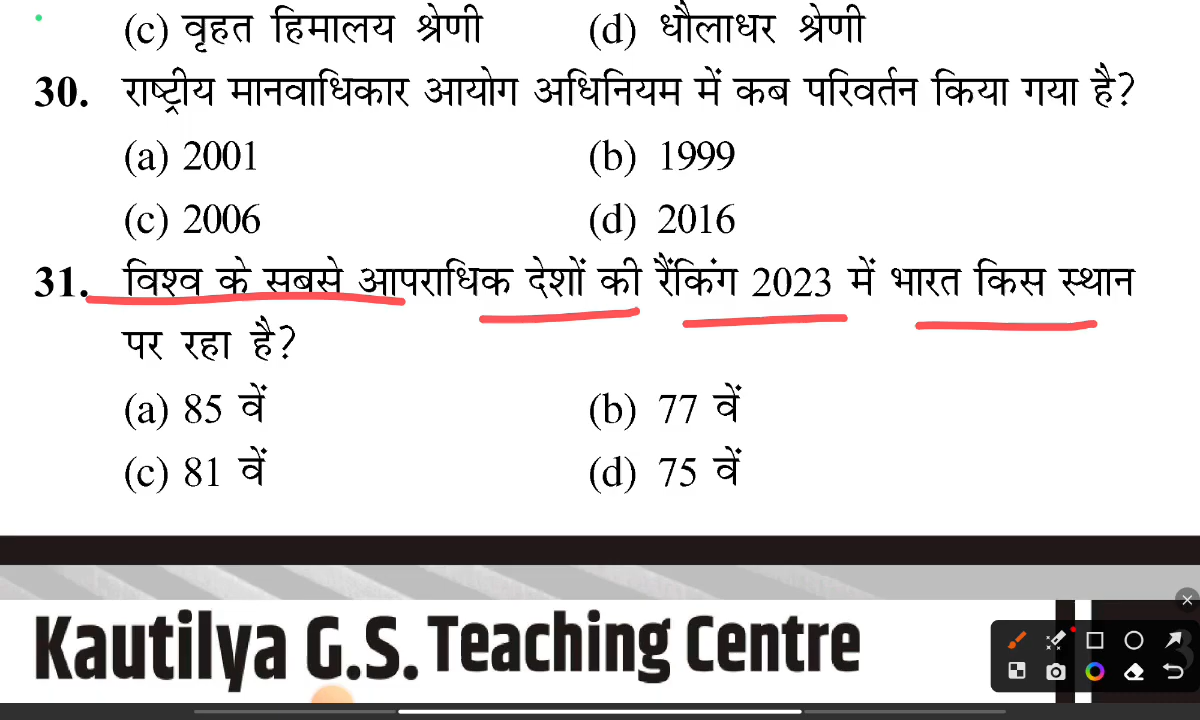 (c) वृहत हिमालय श्रेणी (d) धौलाधर श्रेणी
30. राष्ट्रीय मानवाधिकार आयोग अधिनियम में कब परिवर्तन किया गया है?
(a) 2001 (b) 1999
(c) 2006 (d) 2016
31. विश्व के सबसे आपराधिक देशों की रैंकिंग 2023 में भारत किस स्थान
पर रहा है?
(a) 85 वें (b) 77 वें
(c) 81 वें (d) 75 वें
Kautilya G.S. Teaching Centre